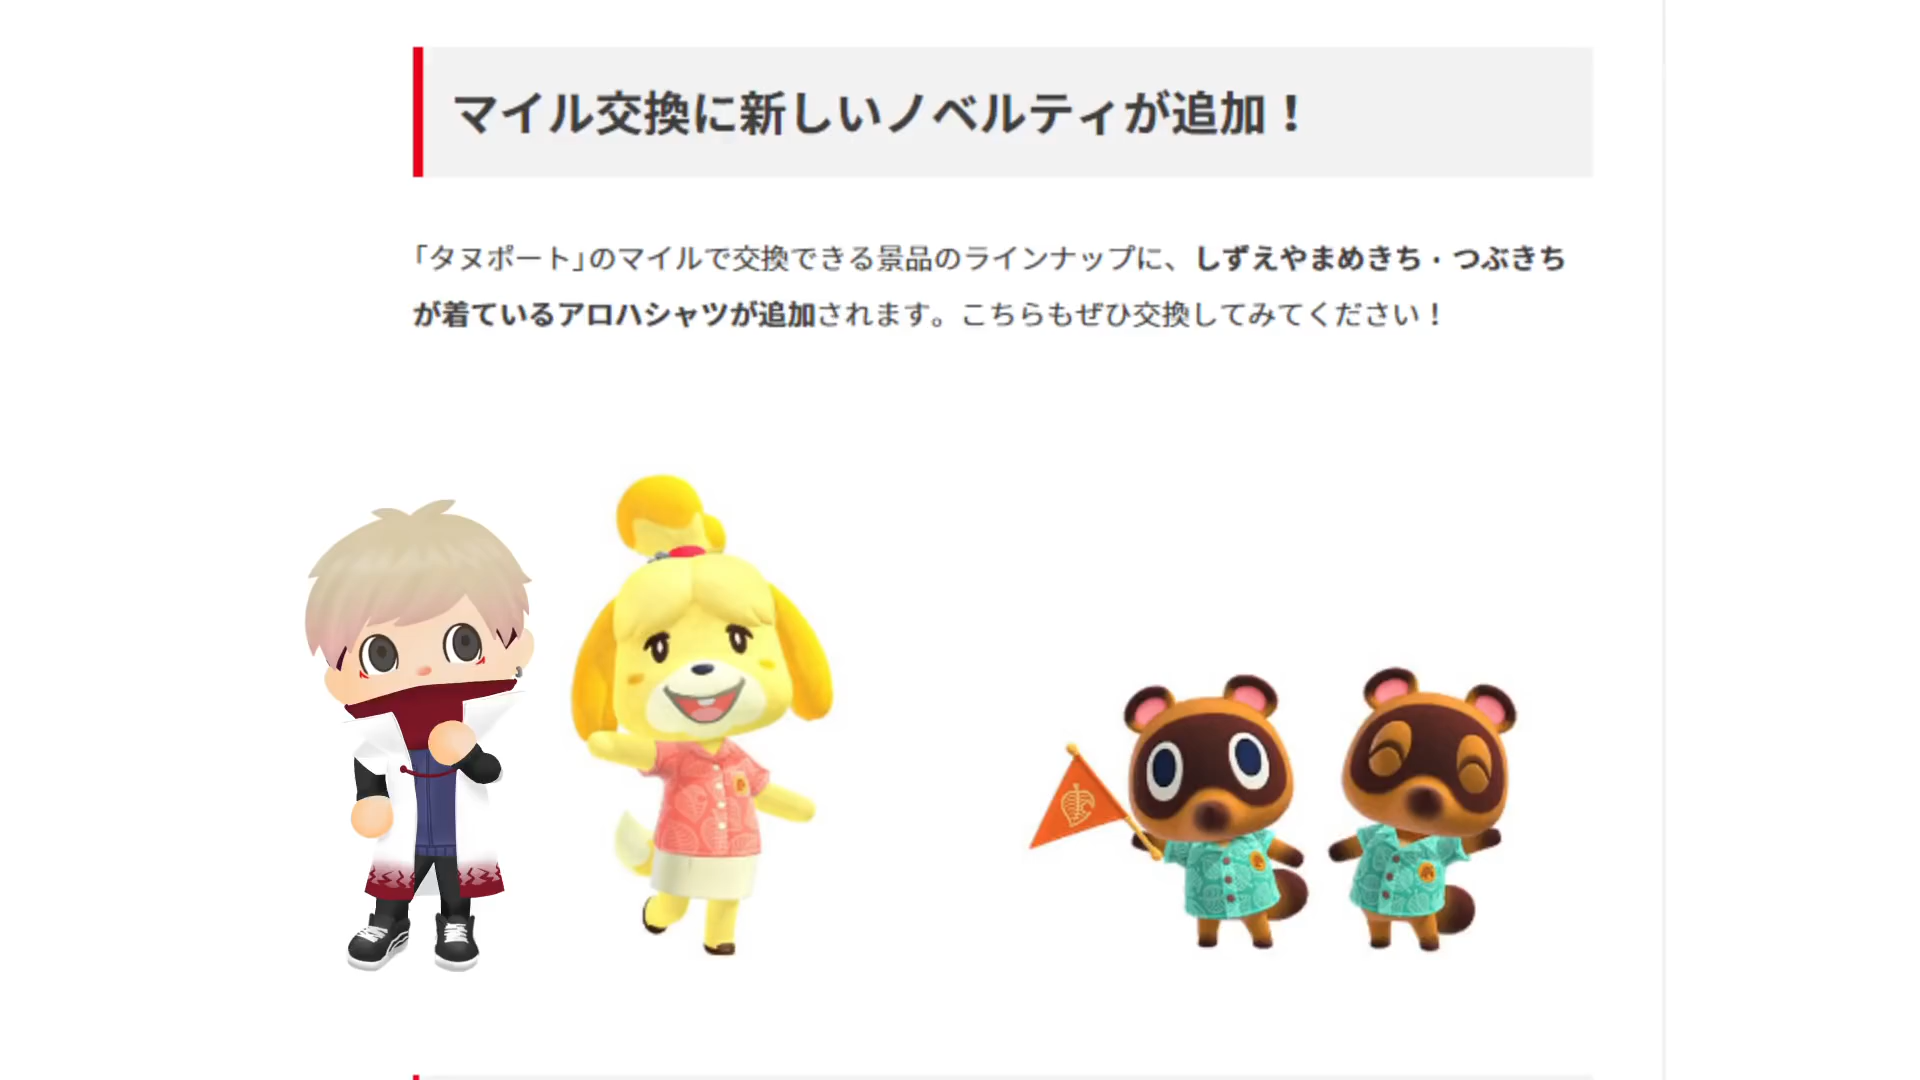 マイル交換に新しいノベルティが追加！
「タヌポート」のマイルで交換できる景品のラインナップに、しずえやまめきち・つぶきち
が着ているアロハシャツが追加されます。こちらもぜひ交換してみてください！